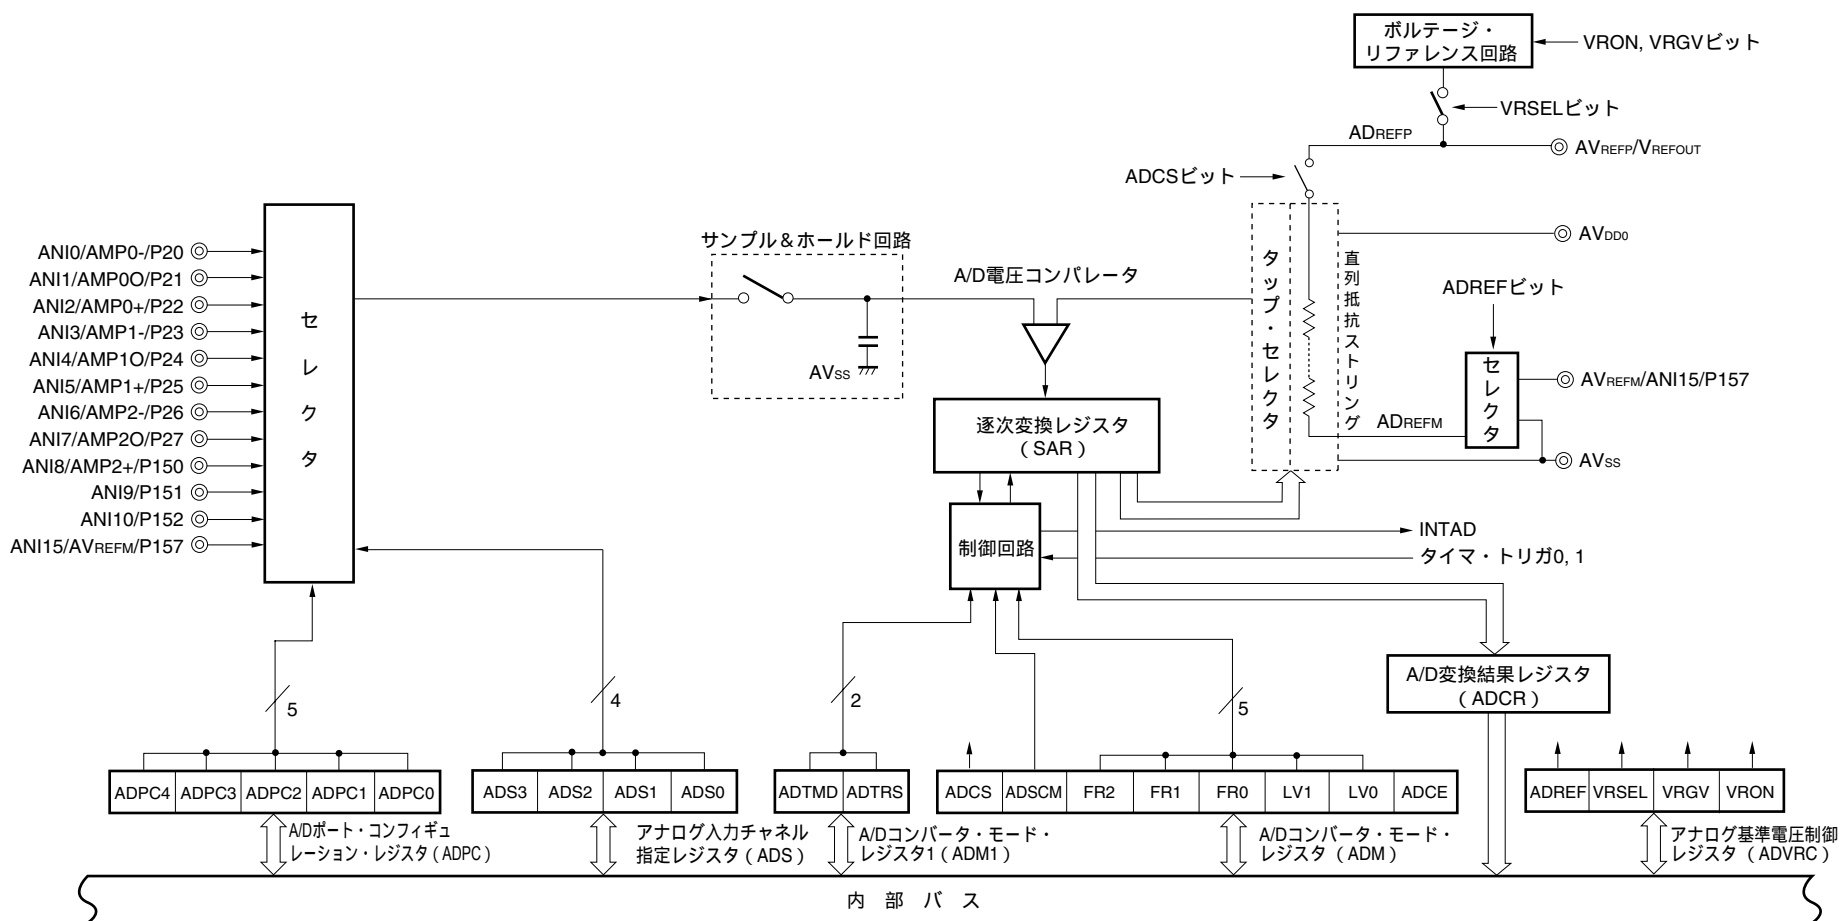 ボルテージ・
リファレンス回路
VRON, VRGVビット
VRSELビット
ADREFP
AVREFP/VREFOUT
ADCSビット
サンプル&ホールド回路
A/D電圧コンパレータ
AVDD0
ADREFビット
ANI0/AMP0-/P20
ANI1/AMP0O/P21
ANI2/AMP0+/P22
ANI3/AMP1-/P23
ANI4/AMP1O/P24
ANI5/AMP1+/P25
ANI6/AMP2-/P26
ANI7/AMP2O/P27
ANI8/AMP2+/P150
ANI9/P151
ANI10/P152
ANI15/AVREFM/P157
セレクタ
AVSS
タップ・セレクタ
直列抵抗ストリング
セレクタ
AVREFM/ANI15/P157
ADREFM
AVSS
逐次変換レジスタ
(SAR)
制御回路
INTAD
タイマ・トリガ0, 1
A/D変換結果レジスタ
(ADCR)
5
4
2
5
ADPC4 ADPC3 ADPC2 ADPC1 ADPC0
ADS3 ADS2 ADS1 ADS0
ADTMD ADTRS
ADCS ADSCM FR2 FR1 FR0 LV1 LV0 ADCE
ADREF VRSEL VRGV VRON
A/Dポート・コンフィギュ
レーション・レジスタ(ADPC)
アナログ入力チャネル
指定レジスタ(ADS)
A/Dコンバータ・モード・
レジスタ1(ADM1)
A/Dコンバータ・モード・
レジスタ(ADM)
アナログ基準電圧制御
レジスタ(ADVRC)
内部バス